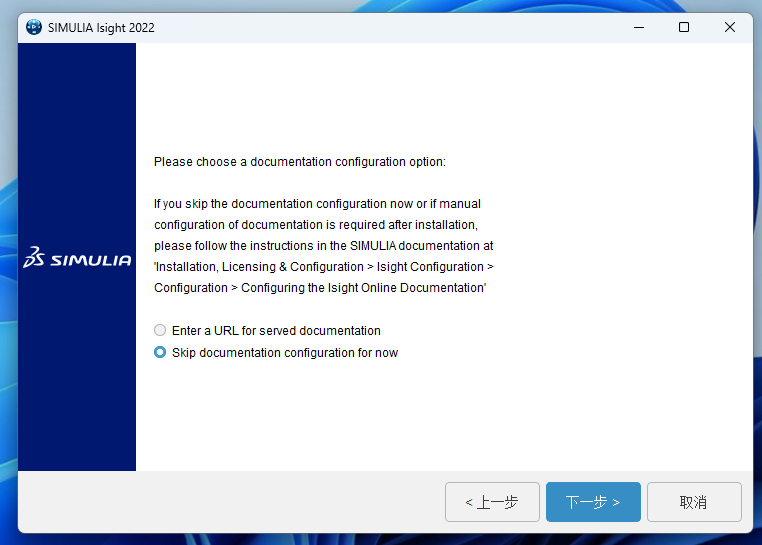 SIMULIA Isight 2022
Please choose a documentation configuration option:
If you skip the documentation configuration now or if manual
configuration of documentation is required after installation,
please follow the instructions in the SIMULIA documentation at
'Installation, Licensing & Configuration > Isight Configuration >
Configuration > Configuring the Isight Online Documentation'
SIMULIA
Enter a URL for served documentation
Skip documentation configuration for now
< 上一步 下一步 > 取消